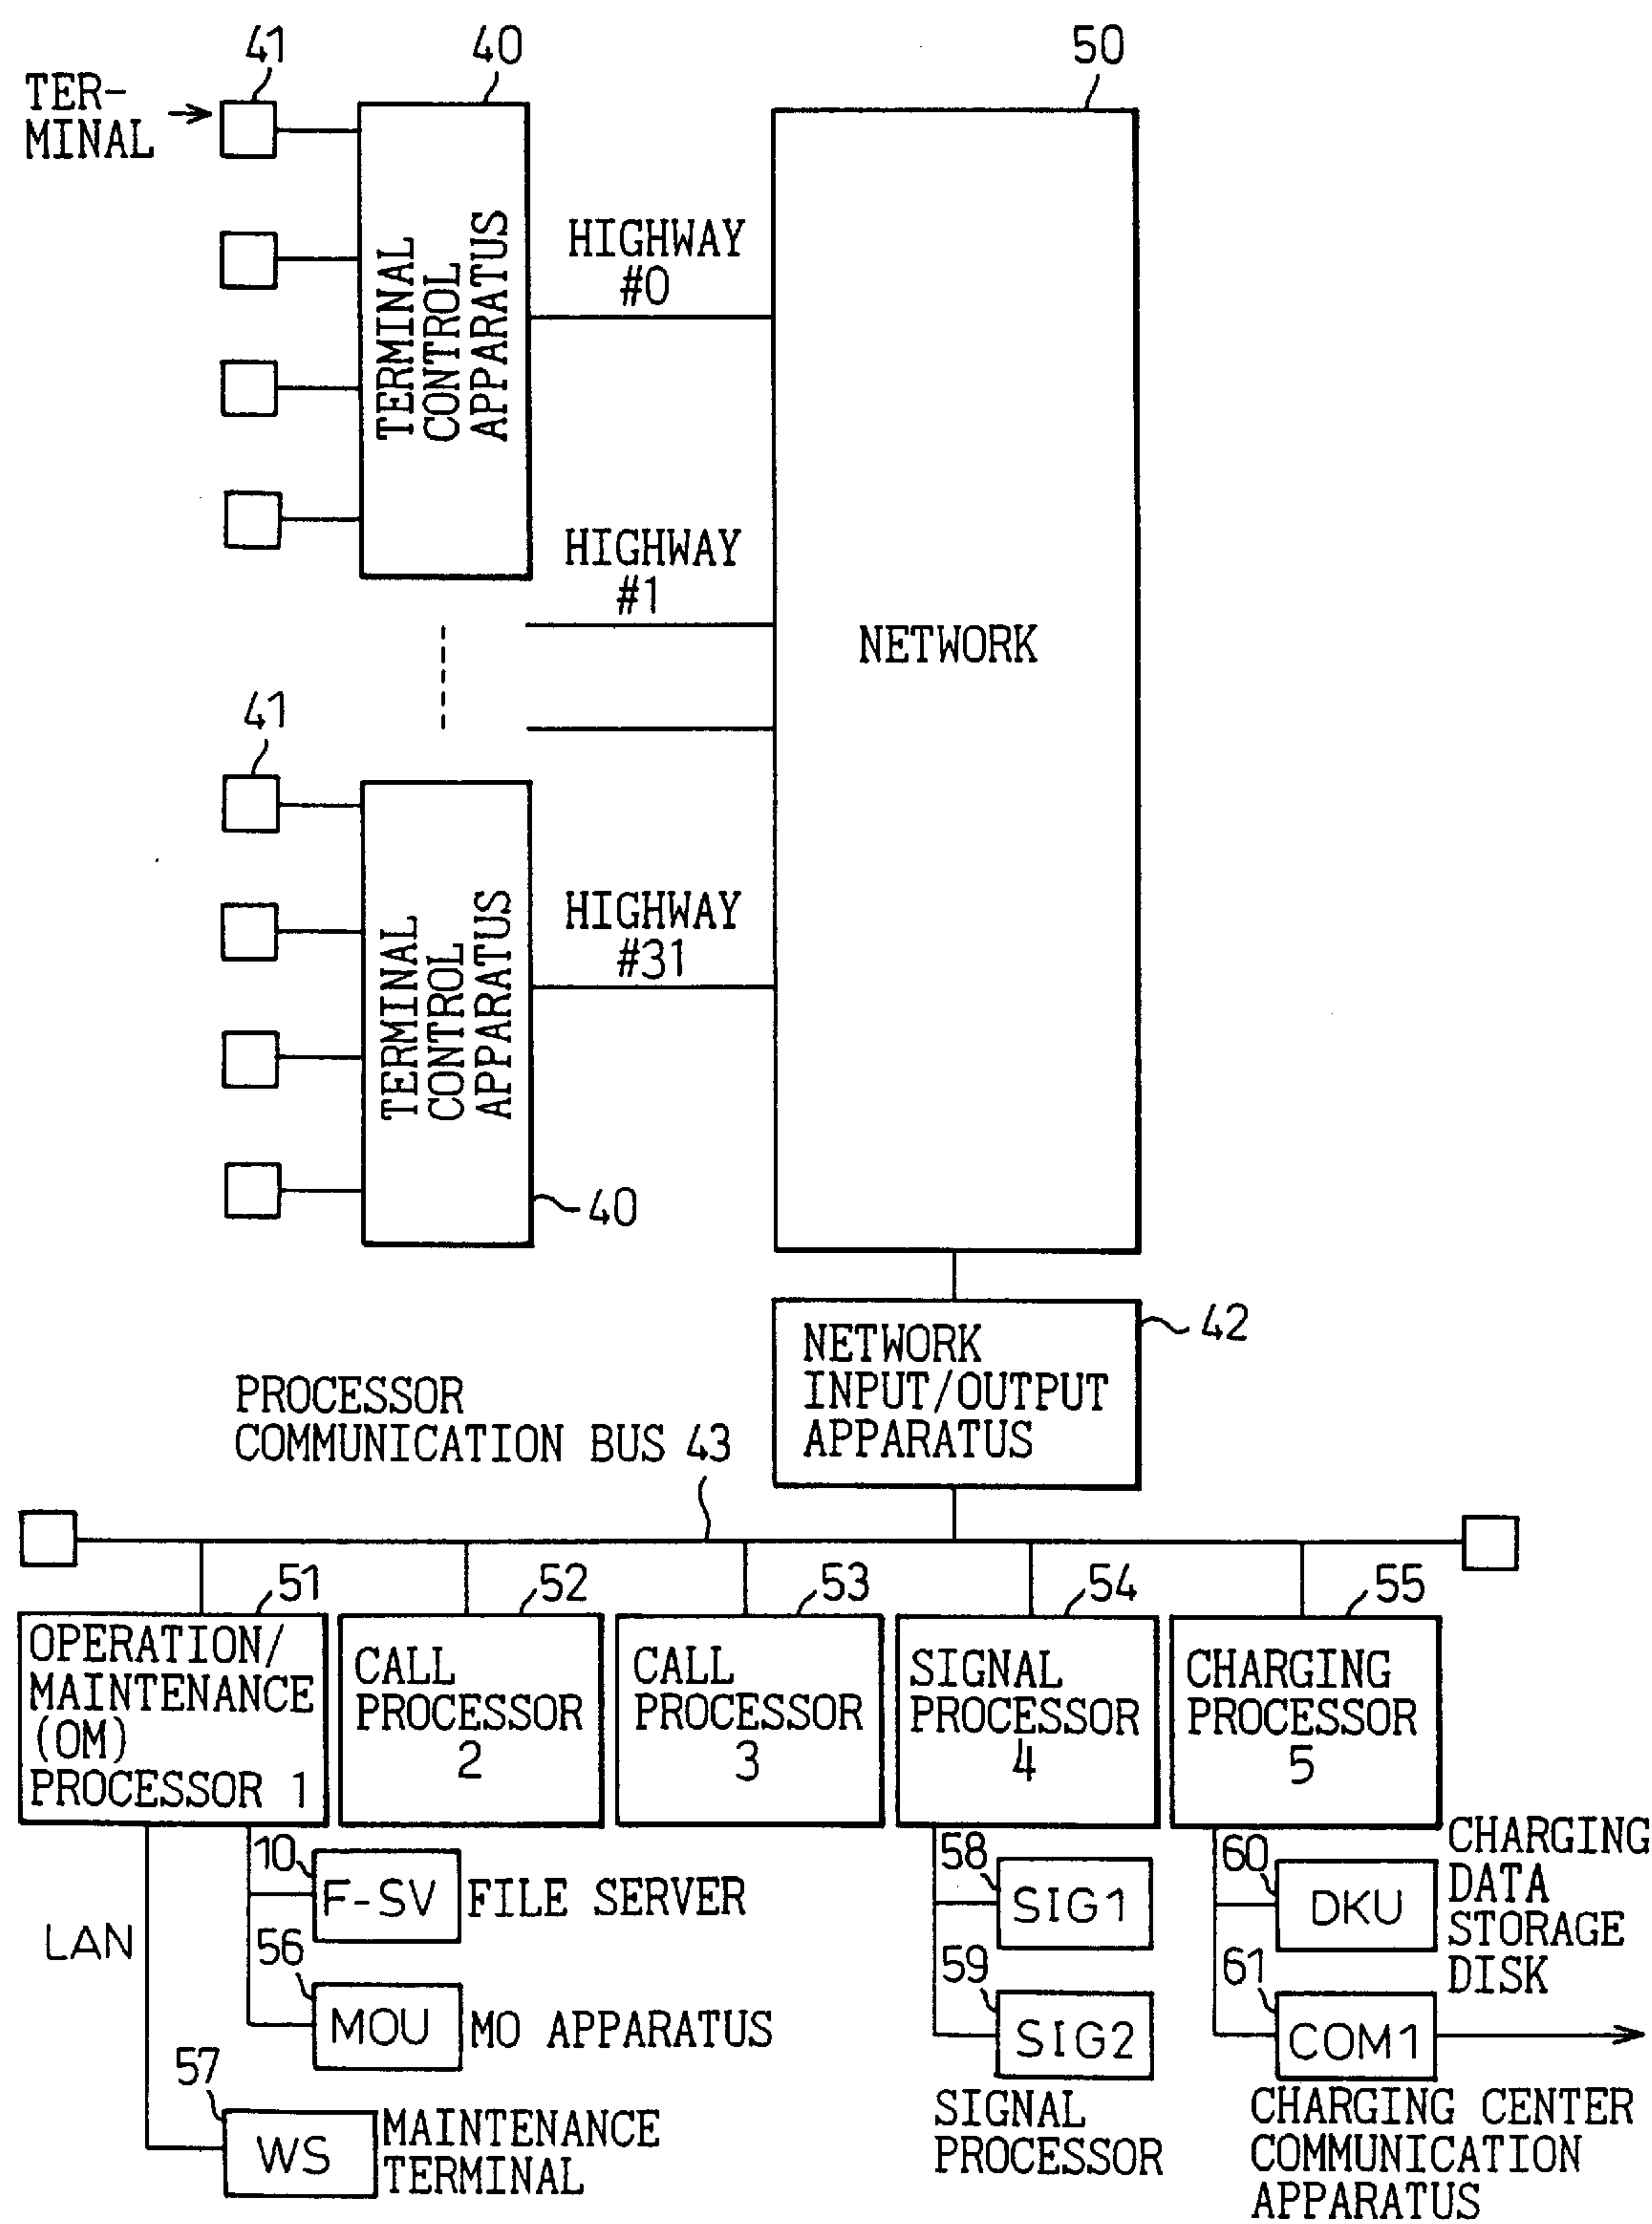 41
40
50
TER-
MINAL
TERMINAL
CONTROL
APPARATUS
HIGHWAY
#0
HIGHWAY
#1
NETWORK
41
TERMINAL
CONTROL
APPARATUS
HIGHWAY
#31
40
42
NETWORK
INPUT/OUTPUT
APPARATUS
PROCESSOR
COMMUNICATION BUS 43
51
52
53
54
55
OPERATION/
MAINTENANCE
(OM)
PROCESSOR 1
CALL
PROCESSOR
2
CALL
PROCESSOR
3
SIGNAL
PROCESSOR
4
CHARGING
PROCESSOR
5
10
F-SV
FILE SERVER
LAN
56
MOU
MO APPARATUS
57
WS
MAINTENANCE
TERMINAL
58
SIG1
59
SIG2
SIGNAL
PROCESSOR
60
DKU
CHARGING
DATA
STORAGE
DISK
61
COM1
CHARGING CENTER
COMMUNICATION
APPARATUS